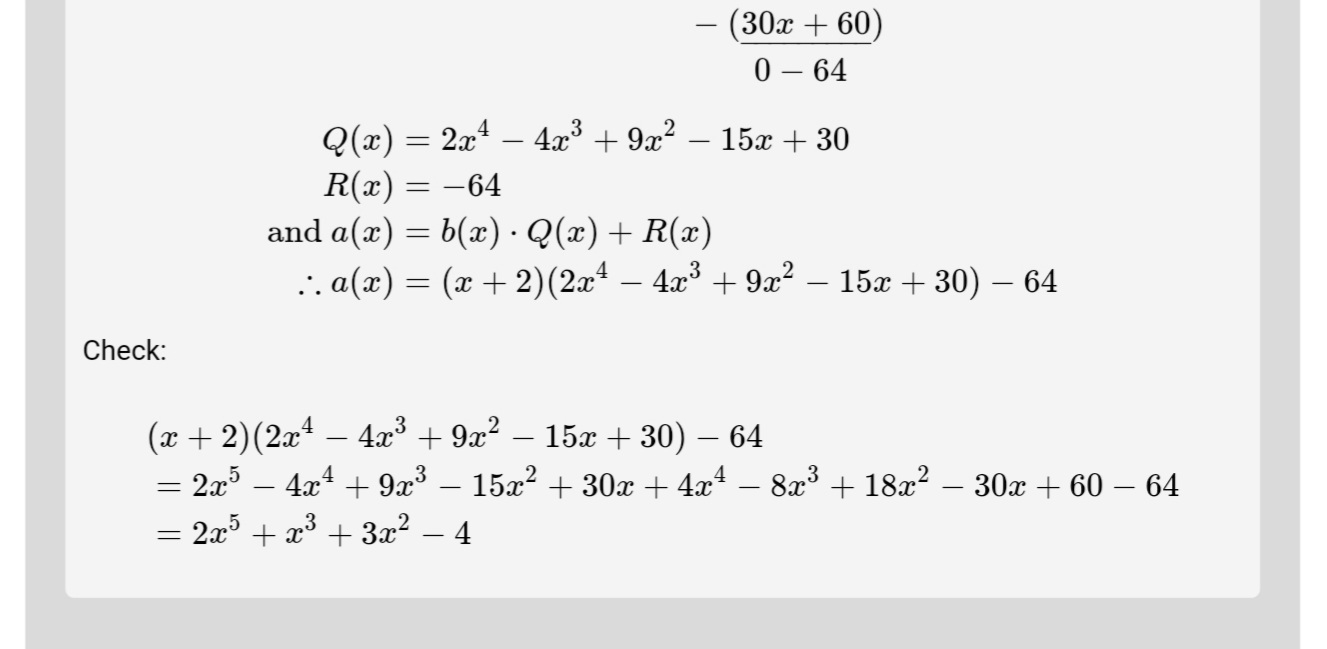 − (30x + 60)
0 − 64
Q(x) = 2x⁴ − 4x³ + 9x² − 15x + 30
R(x) = −64
and a(x) = b(x) · Q(x) + R(x)
∴ a(x) = (x + 2)(2x⁴ − 4x³ + 9x² − 15x + 30) − 64
Check:
(x + 2)(2x⁴ − 4x³ + 9x² − 15x + 30) − 64
= 2x⁵ − 4x⁴ + 9x³ − 15x² + 30x + 4x⁴ − 8x³ + 18x² − 30x + 60 − 64
= 2x⁵ + x³ + 3x² − 4